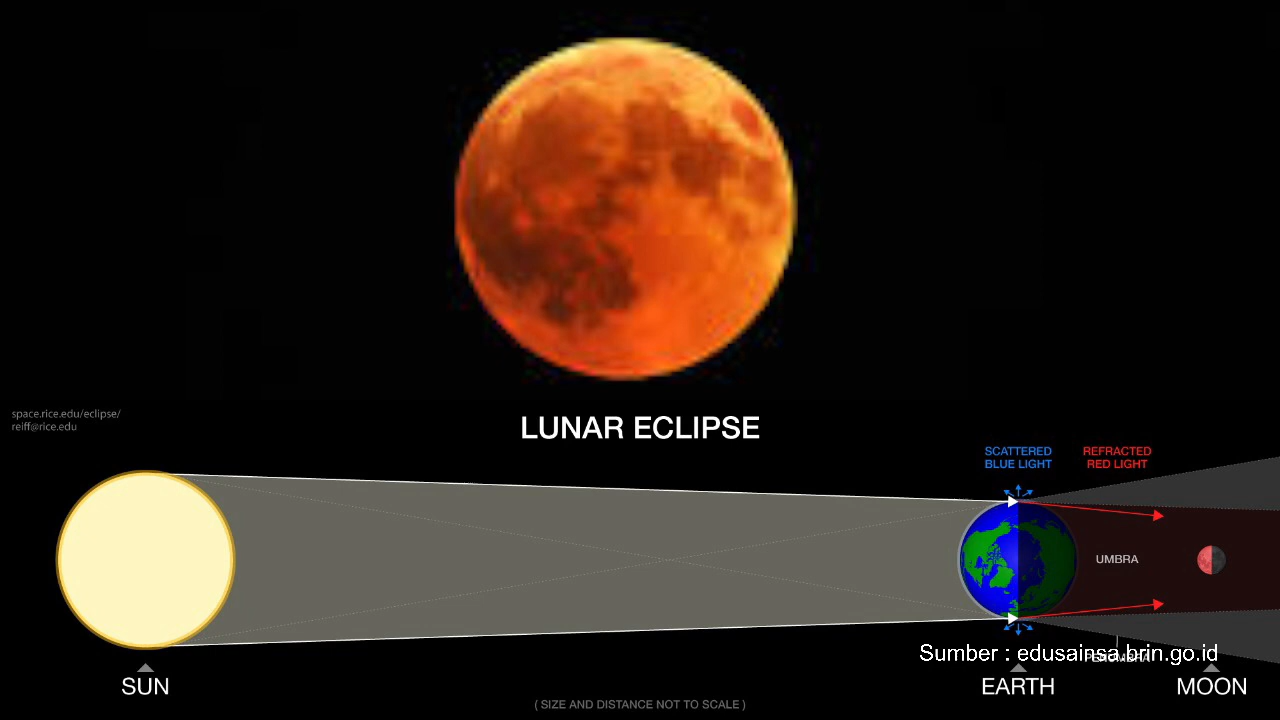 space.rice.edu/eclipse/
reiff@rice.edu
LUNAR ECLIPSE
SCATTERED
BLUE LIGHT
REFRACTED
RED LIGHT
UMBRA
Sumber : edusainsa.brin.go.id
PENUMBRA
SUN
EARTH
MOON
( SIZE AND DISTANCE NOT TO SCALE )